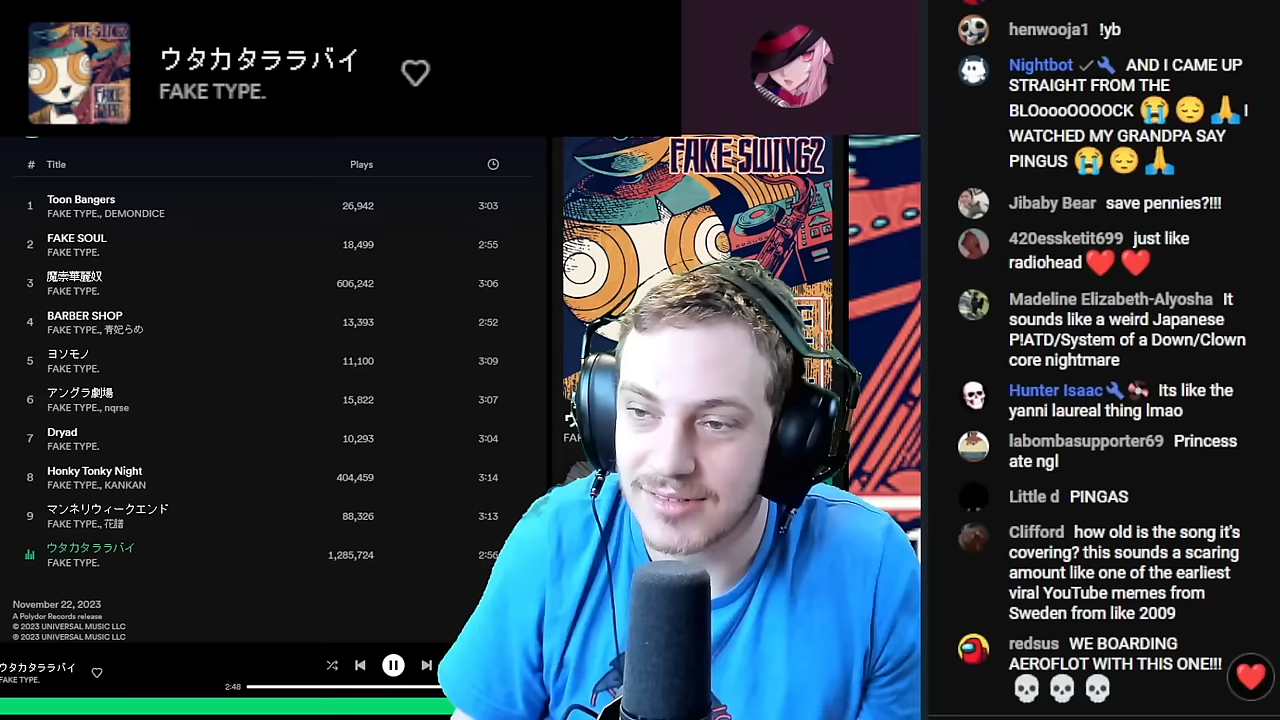 ウタカタララバイ
FAKE TYPE.
FAKE SWING 2
# Title Plays
1 Toon Bangers 26,942 3:03
FAKE TYPE., DEMONDICE
2 FAKE SOUL 18,499 2:55
FAKE TYPE.
3 魔崇華麗奴 606,242 3:06
FAKE TYPE.
4 BARBER SHOP 13,393 2:52
FAKE TYPE., 青妃らめ
5 ヨソモノ 11,100 3:09
FAKE TYPE.
6 アングラ劇場 15,822 3:07
FAKE TYPE., nqrse
7 Dryad 10,293 3:04
FAKE TYPE.
8 Honky Tonky Night 404,459 3:14
FAKE TYPE., KANKAN
9 マンネリウィークエンド 88,326 3:13
FAKE TYPE., 花譜
ウタカタララバイ 1,285,724 2:56
FAKE TYPE.
November 22, 2023
A Polydor Records release
© 2023 UNIVERSAL MUSIC LLC
℗ 2023 UNIVERSAL MUSIC LLC
ウタカタララバイ
FAKE TYPE.
2:48
henwooja1 !yb
Nightbot AND I CAME UP
STRAIGHT FROM THE
BLOoooOOOOCK 😭 😔 🙏 I
WATCHED MY GRANDPA SAY
PINGUS 😭 😔 🙏
Jibaby Bear save pennies?!!!
420essketit699 just like
radiohead ❤️ ❤️
Madeline Elizabeth-Alyosha It
sounds like a weird Japanese
P!ATD/System of a Down/Clown
core nightmare
Hunter Isaac Its like the
yanni laureal thing lmao
labombasupporter69 Princess
ate ngl
Little d PINGAS
Clifford how old is the song it's
covering? this sounds a scaring
amount like one of the earliest
viral YouTube memes from
Sweden from like 2009
redsus WE BOARDING
AEROFLOT WITH THIS ONE!!!
💀 💀 💀